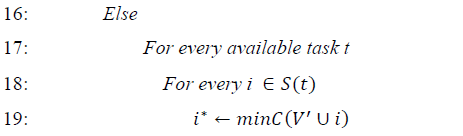 16: Else
17: For every available task t
18: For every i ∈ S(t)
19: i* ← minC(V' ∪ i)